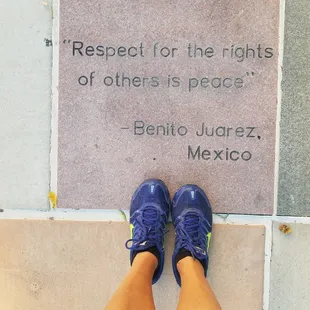 "Respect for the rights
of others is peace"
- Benito Juarez,
Mexico